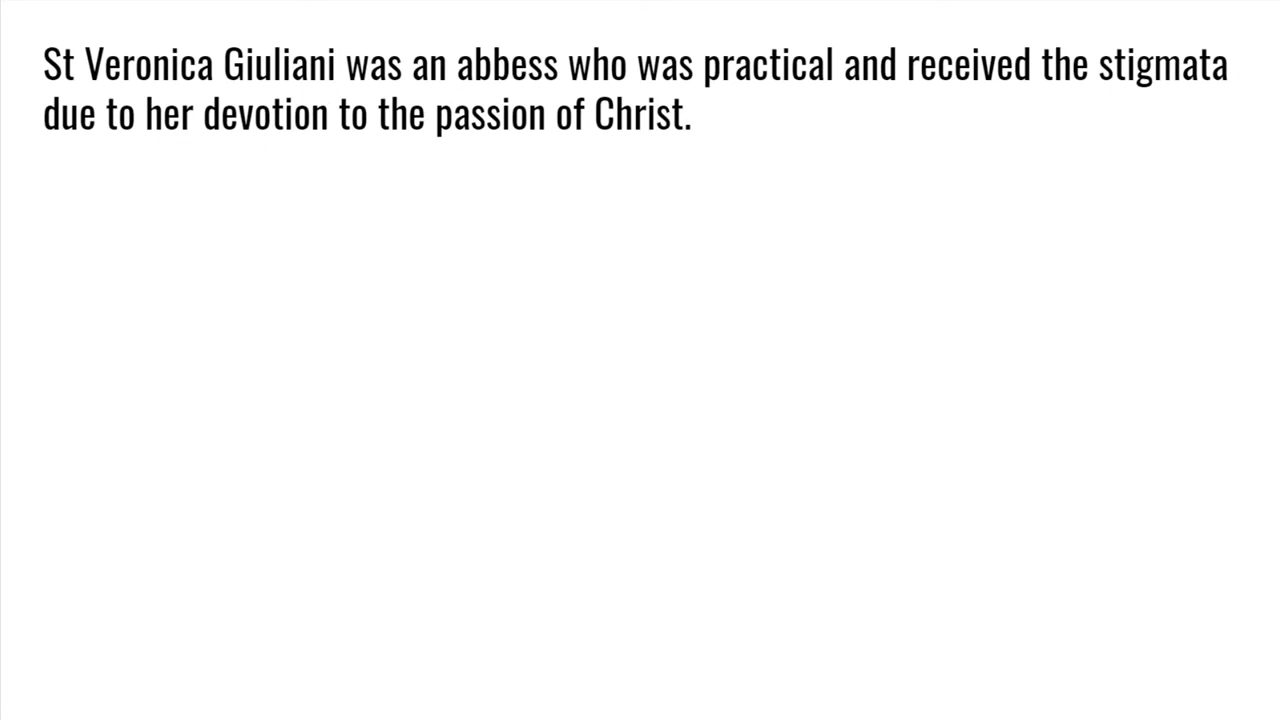 St Veronica Giuliani was an abbess who was practical and received the stigmata
due to her devotion to the passion of Christ.